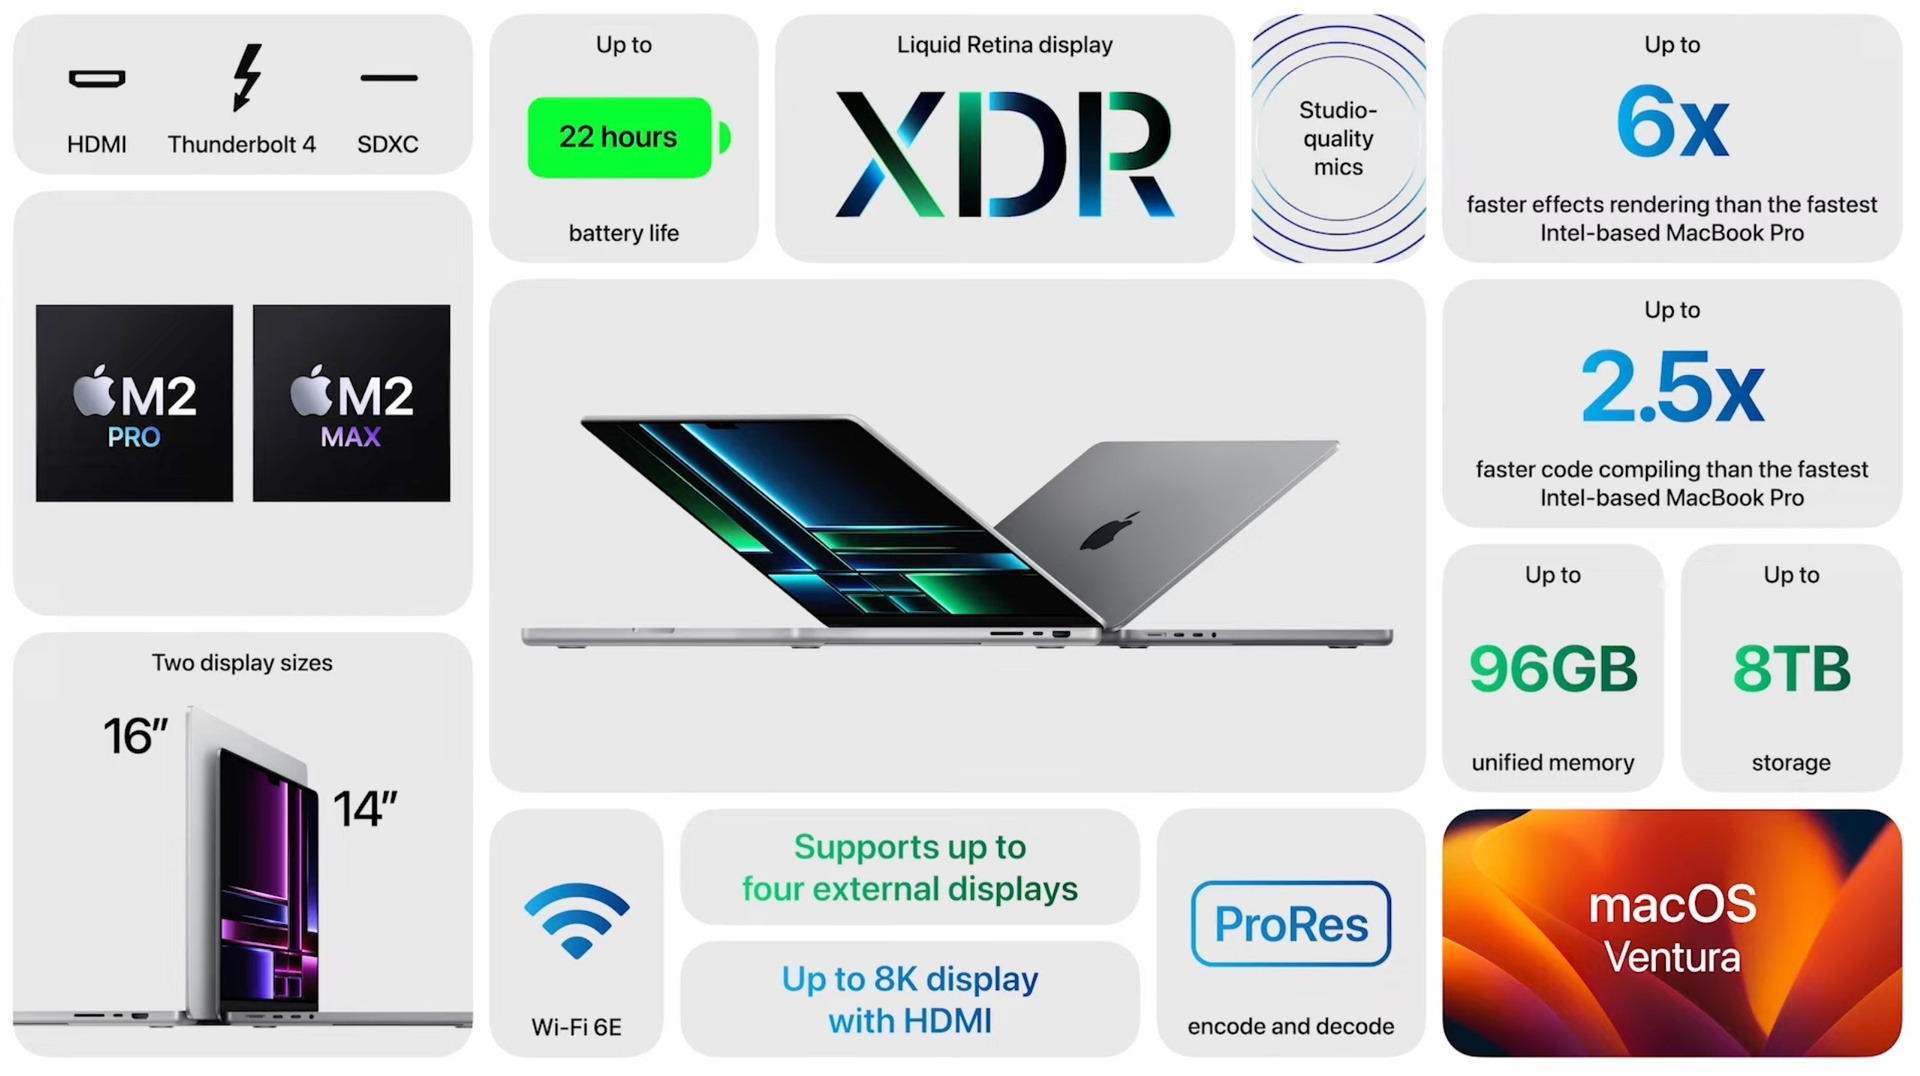 HDMI
Thunderbolt 4
SDXC
Up to
22 hours
battery life
Liquid Retina display
XDR
Studio-
quality
mics
Up to
6x
faster effects rendering than the fastest
Intel-based MacBook Pro
M2
PRO
M2
MAX
Up to
2.5x
faster code compiling than the fastest
Intel-based MacBook Pro
Up to
96GB
unified memory
Up to
8TB
storage
Two display sizes
16”
14”
Wi-Fi 6E
Supports up to
four external displays
Up to 8K display
with HDMI
ProRes
encode and decode
macOS
Ventura